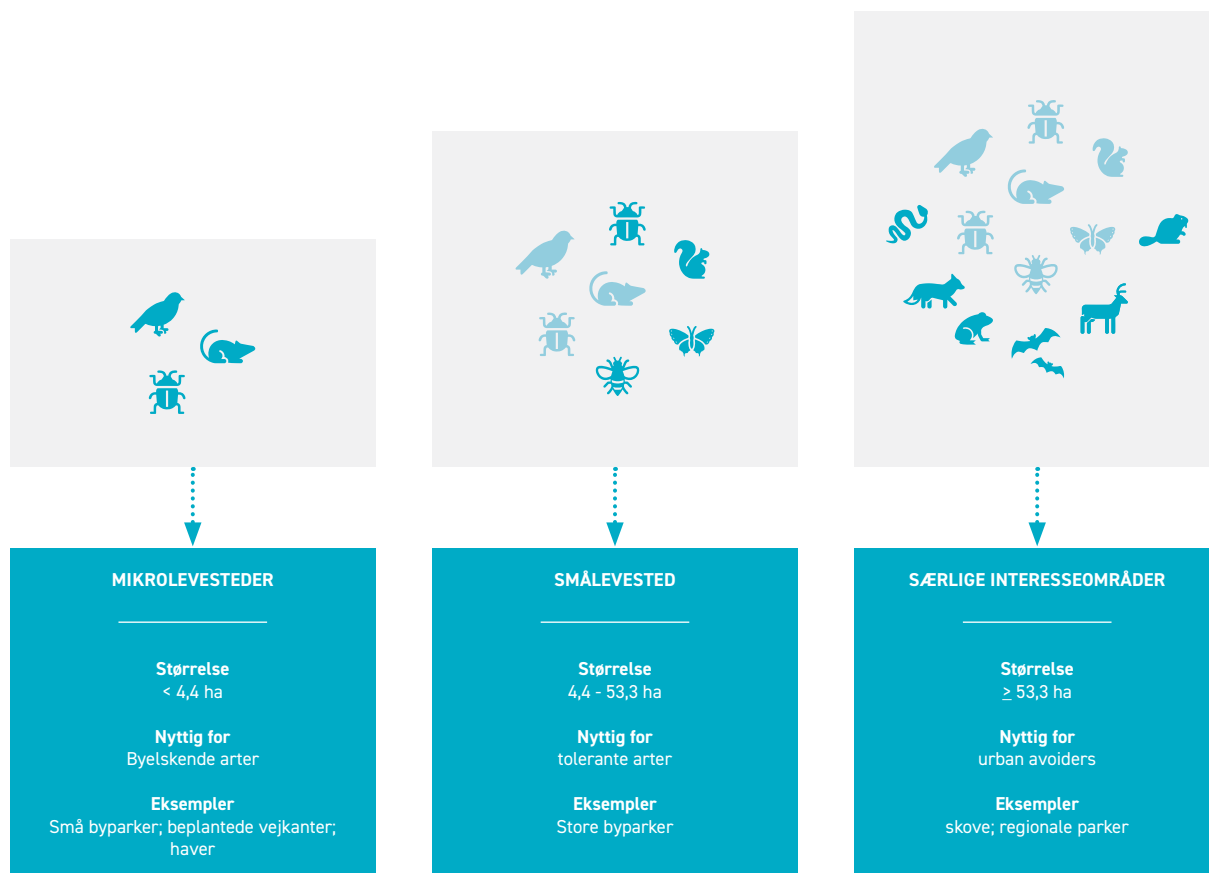 MIKROLEVESTEDER
Størrelse
< 4,4 ha
Nyttig for
Byelskende arter
Eksempler
Små byparker; beplantede vejkanter;
haver
SMÅLEVESTED
Størrelse
4,4 - 53,3 ha
Nyttig for
tolerante arter
Eksempler
Store byparker
SÆRLIGE INTERESSEOMRÅDER
Størrelse
≥ 53,3 ha
Nyttig for
urban avoiders
Eksempler
skove; regionale parker